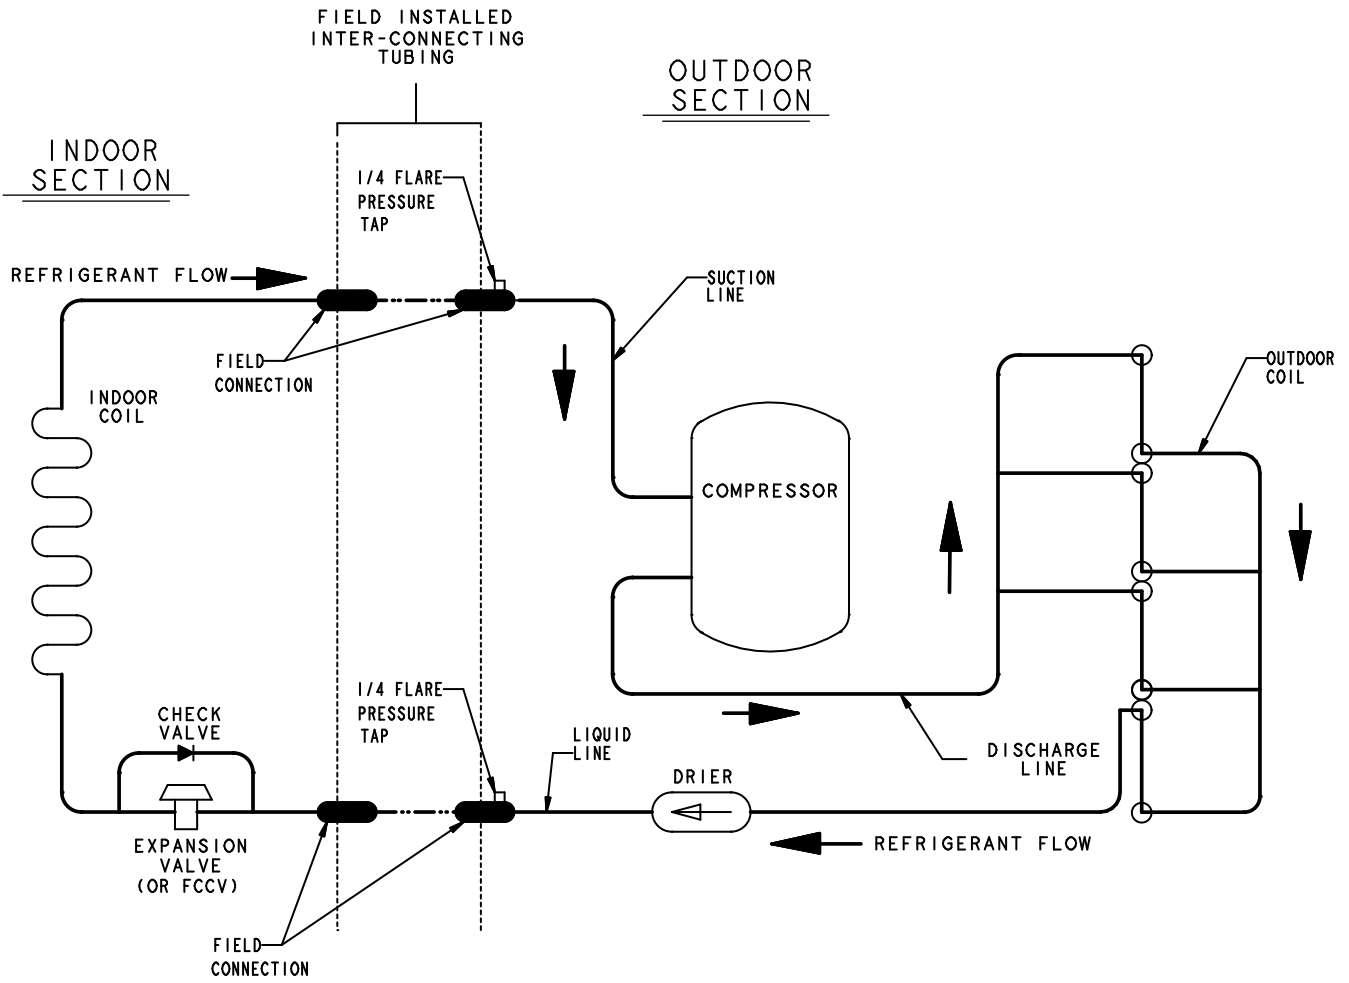 FIELD INSTALLED
INTER-CONNECTING
TUBING
OUTDOOR
SECTION
INDOOR
SECTION
1/4 FLARE
PRESSURE
TAP
REFRIGERANT FLOW
SUCTION
LINE
FIELD
CONNECTION
OUTDOOR
COIL
INDOOR
COIL
COMPRESSOR
1/4 FLARE
PRESSURE
TAP
CHECK
VALVE
LIQUID
LINE
DISCHARGE
LINE
DRIER
EXPANSION
VALVE
(OR FCCV)
REFRIGERANT FLOW
FIELD
CONNECTION